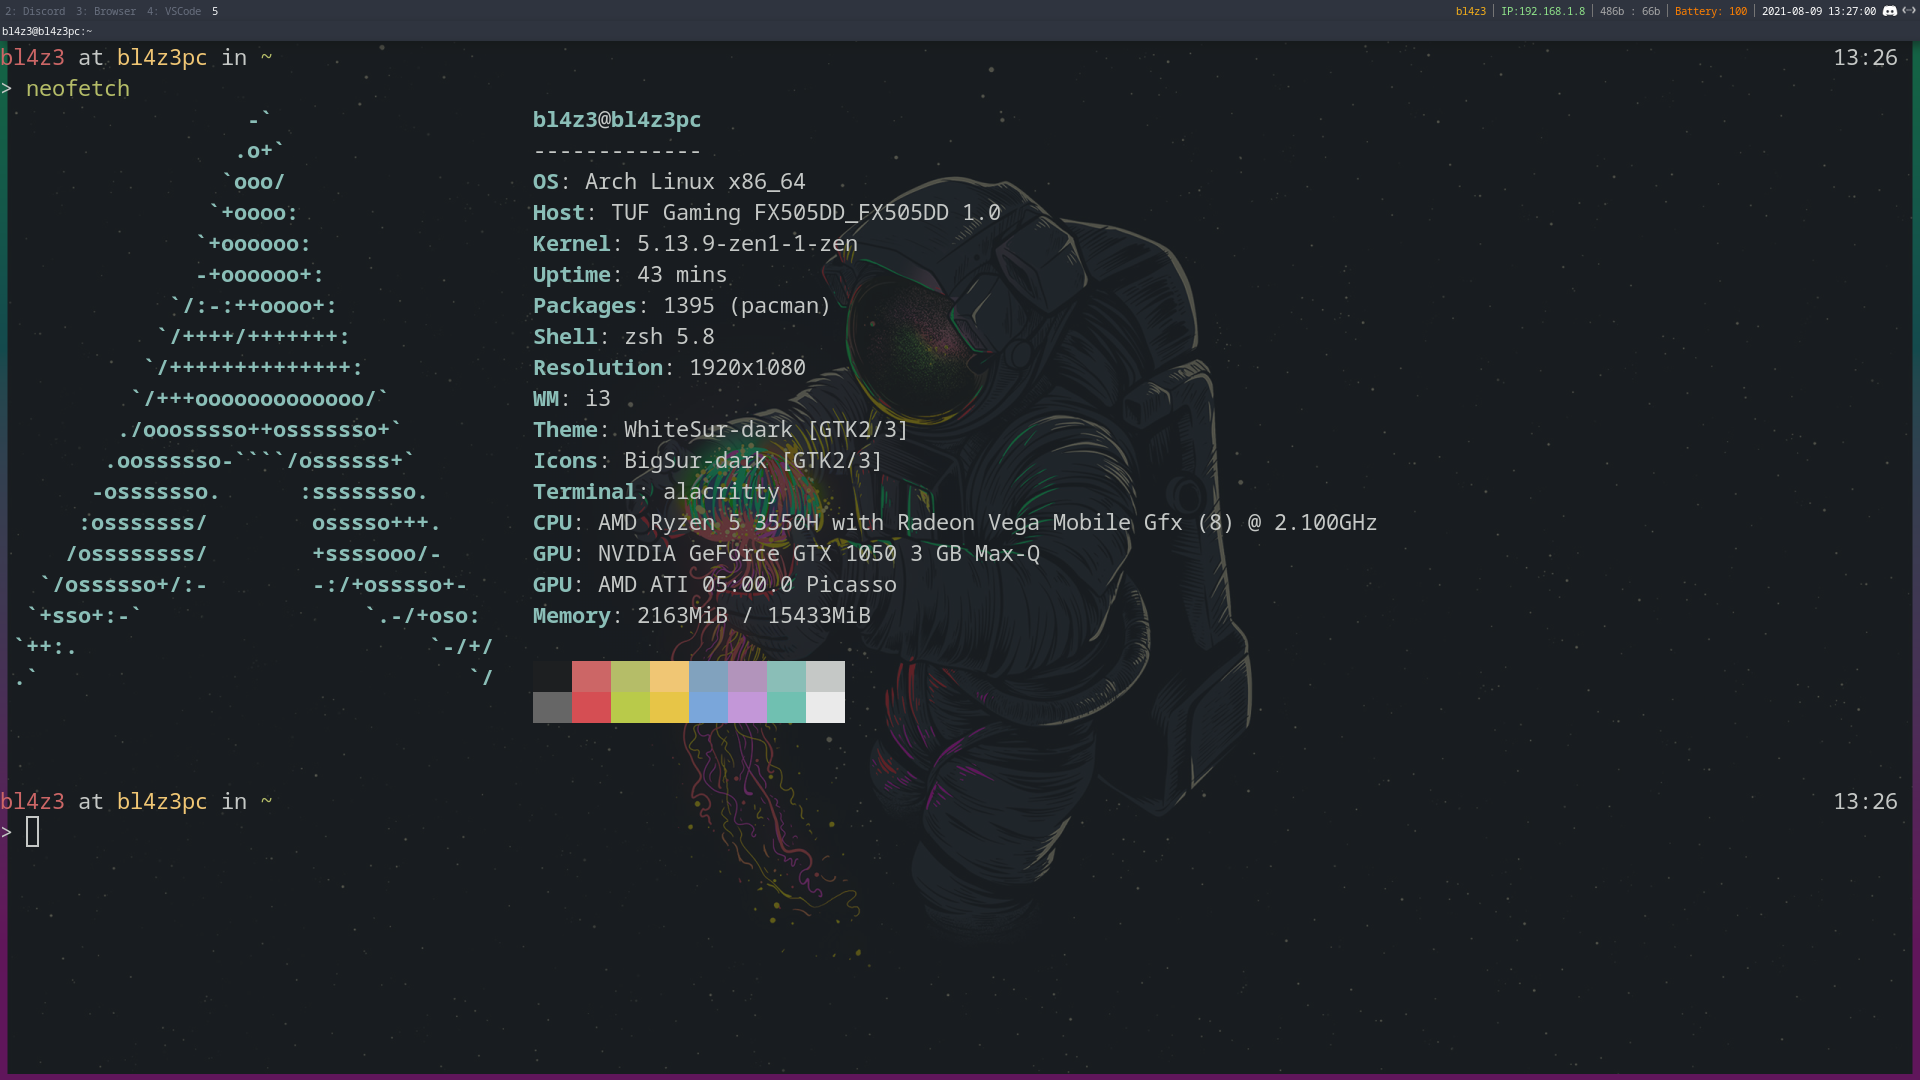 2: Discord 3: Browser 4: VSCode 5
bl4z3 | IP:192.168.1.8 | 486b : 66b | Battery: 100 | 2021-08-09 13:27:00
bl4z3@bl4z3pc:~
bl4z3 at bl4z3pc in ~ 13:26
> neofetch
-`
.o+`
`ooo/
`+oooo:
`+oooooo:
-+oooooo+:
`/:-:++oooo+:
`/++++/+++++++:
`/++++++++++++++:
`/+++ooooooooooooo/`
./ooosssso++osssssso+`
.oossssso-````/ossssss+`
-osssssso. :ssssssso.
:osssssss/ osssso+++.
/ossssssss/ +ssssooo/-
`/ossssso+/:- -:/+osssso+-
`+sso+:-` `.-/+oso:
`++:. `-/+/
.` `/
bl4z3@bl4z3pc
-------------
OS: Arch Linux x86_64
Host: TUF Gaming FX505DD_FX505DD 1.0
Kernel: 5.13.9-zen1-1-zen
Uptime: 43 mins
Packages: 1395 (pacman)
Shell: zsh 5.8
Resolution: 1920x1080
WM: i3
Theme: WhiteSur-dark [GTK2/3]
Icons: BigSur-dark [GTK2/3]
Terminal: alacritty
CPU: AMD Ryzen 5 3550H with Radeon Vega Mobile Gfx (8) @ 2.100GHz
GPU: NVIDIA GeForce GTX 1050 3 GB Max-Q
GPU: AMD ATI 05:00.0 Picasso
Memory: 2163MiB / 15433MiB
bl4z3 at bl4z3pc in ~ 13:26
>